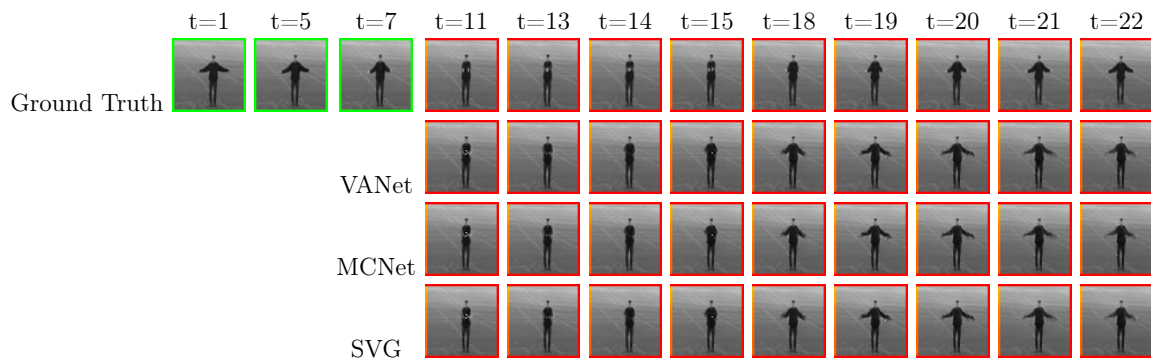 t=1 t=5 t=7 t=11 t=13 t=14 t=15 t=18 t=19 t=20 t=21 t=22
Ground Truth
VANet
MCNet
SVG